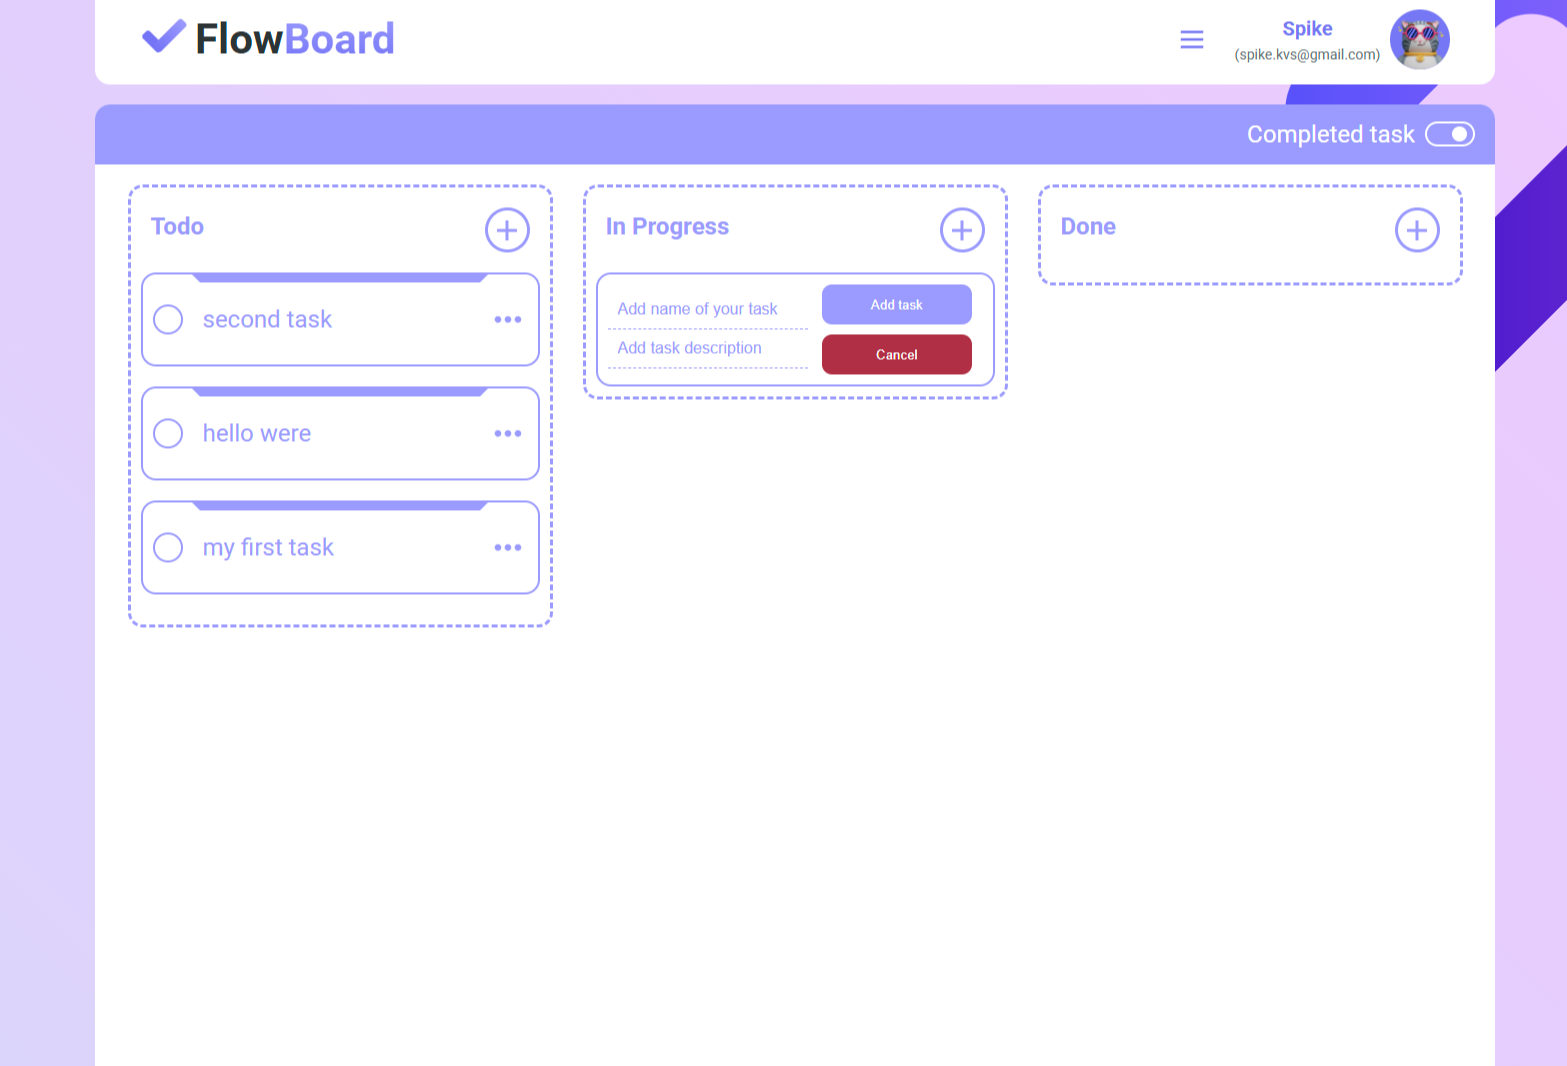 FlowBoard
Spike
(spike.kvs@gmail.com)
Completed task
Todo
second task
hello were
my first task
In Progress
Add name of your task
Add task description
Add task
Cancel
Done